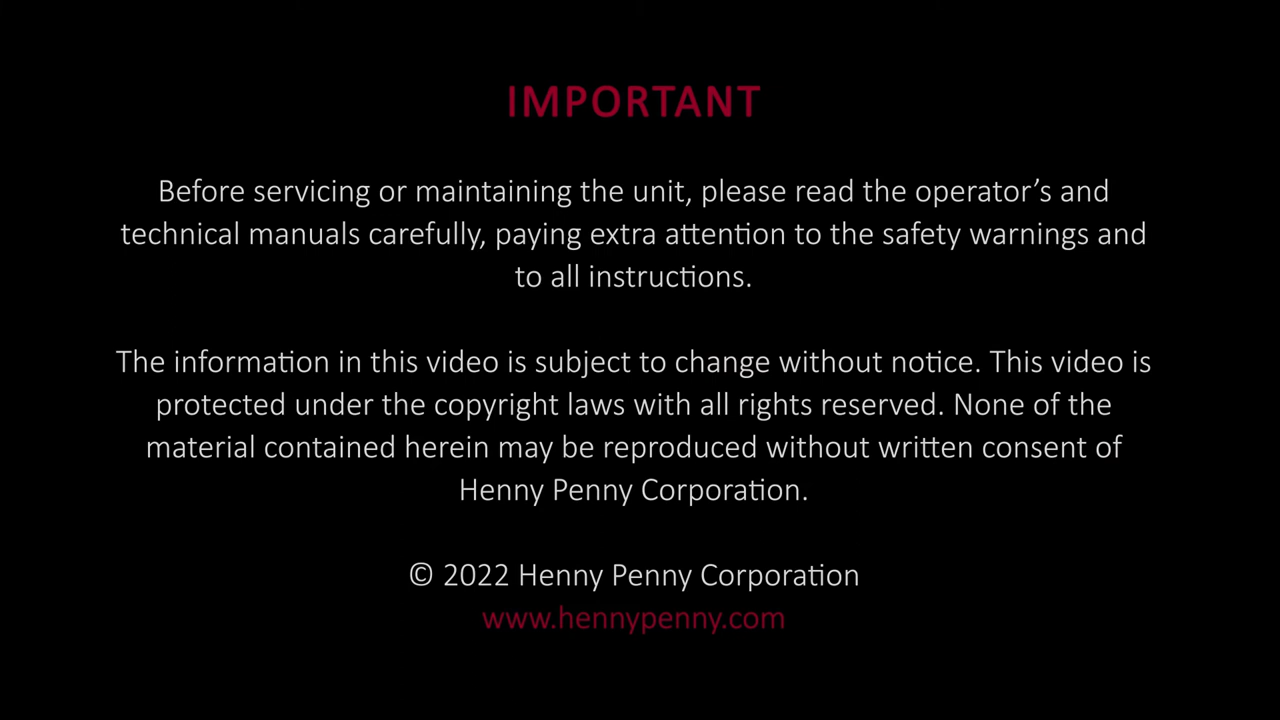 IMPORTANT
Before servicing or maintaining the unit, please read the operator’s and
technical manuals carefully, paying extra attention to the safety warnings and
to all instructions.
The information in this video is subject to change without notice. This video is
protected under the copyright laws with all rights reserved. None of the
material contained herein may be reproduced without written consent of
Henny Penny Corporation.
© 2022 Henny Penny Corporation
www.hennypenny.com